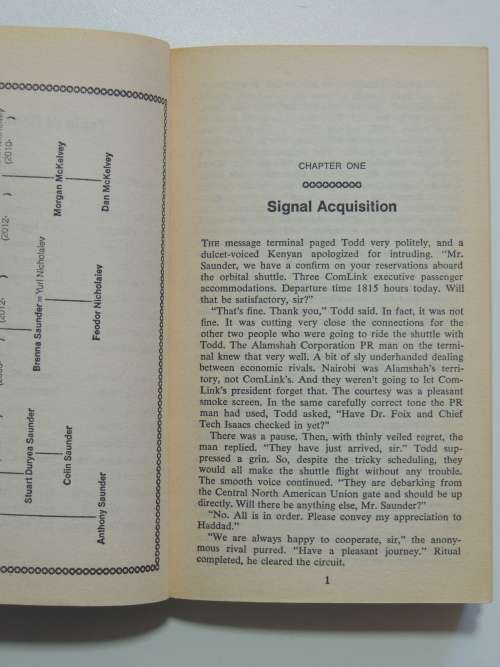 (2010-
)
Morgan McKelvey
Dan McKelvey
(2012-
)
Brenna Saunder = Yuri Nicholaiev
Feodor Nicholaiev
)
Stuart Duryea Saunder
Colin Saunder
Anthony Saunder
CHAPTER ONE
Signal Acquisition
THE message terminal paged Todd very politely, and a
dulcet-voiced Kenyan apologized for intruding. "Mr.
Saunder, we have a confirm on your reservations aboard
the orbital shuttle. Three ComLink executive passenger
accommodations. Departure time 1815 hours today. Will
that be satisfactory, sir?"
"That's fine. Thank you," Todd said. In fact, it was not
fine. It was cutting very close the connections for the
other two people who were going to ride the shuttle with
Todd. The Alamshah Corporation PR man on the termi-
nal knew that very well. A bit of sly underhanded dealing
between economic rivals. Nairobi was Alamshah's terri-
tory, not ComLink's. And they weren't going to let Com-
Link's president forget that. The courtesy was a pleasant
smoke screen. In the same carefully correct tone the PR
man had used, Todd asked, "Have Dr. Foix and Chief
Tech Isaacs checked in yet?"
There was a pause. Then, with thinly veiled regret, the
man replied. "They have just arrived, sir." Todd sup-
pressed a grin. So, despite the tricky scheduling, they
would all make the shuttle flight without any trouble.
The smooth voice continued. "They are debarking from
the Central North American Union gate and should be up
directly. Will there be anything else, Mr. Saunder?"
"No. All is in order. Please convey my appreciation to
Haddad."
"We are always happy to cooperate, sir," the anony-
mous rival purred. "Have a pleasant journey." Ritual
completed, he cleared the circuit.
1